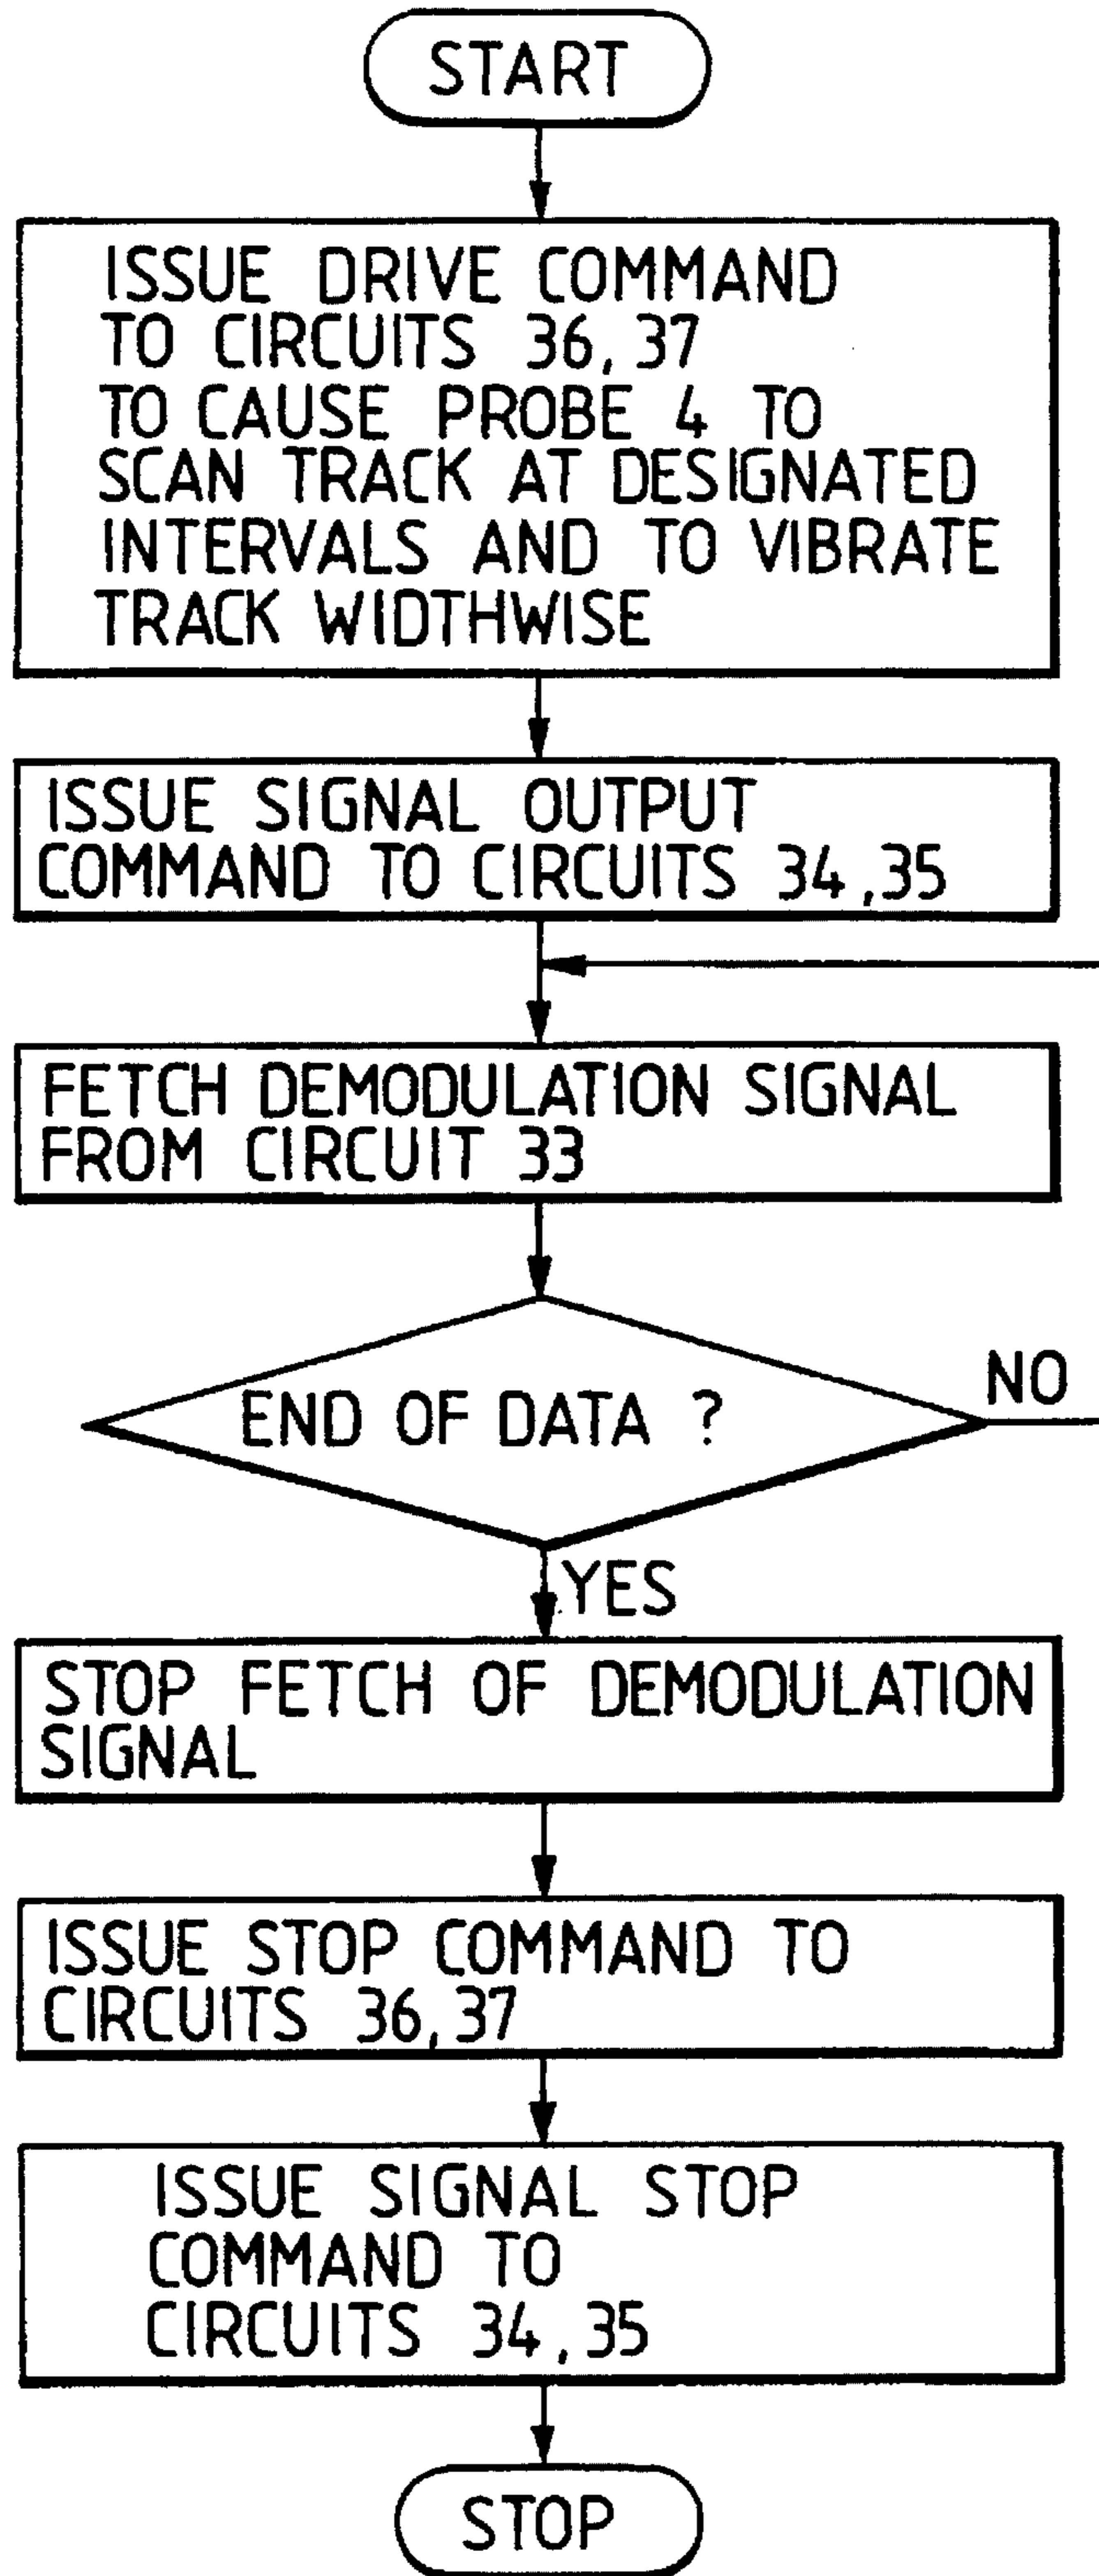 START
ISSUE DRIVE COMMAND
TO CIRCUITS 36, 37
TO CAUSE PROBE 4 TO
SCAN TRACK AT DESIGNATED
INTERVALS AND TO VIBRATE
TRACK WIDTHWISE
ISSUE SIGNAL OUTPUT
COMMAND TO CIRCUITS 34, 35
FETCH DEMODULATION SIGNAL
FROM CIRCUIT 33
END OF DATA ?
NO
YES
STOP FETCH OF DEMODULATION
SIGNAL
ISSUE STOP COMMAND TO
CIRCUITS 36, 37
ISSUE SIGNAL STOP
COMMAND TO
CIRCUITS 34, 35
STOP